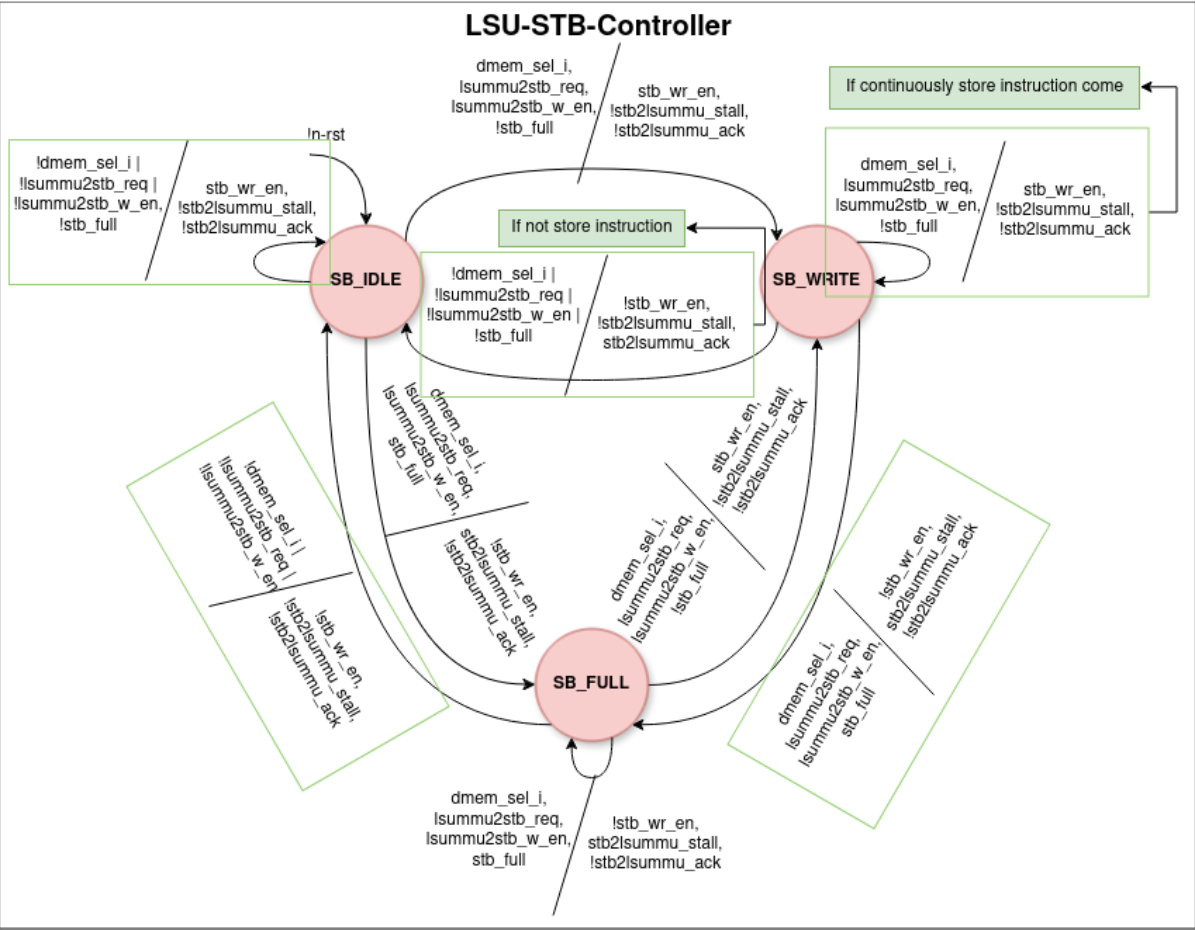 LSU-STB-Controller
dmem_sel_i,
lsummu2stb_req,
lsummu2stb_w_en,
!stb_full
stb_wr_en,
!stb2lsummu_stall,
!stb2lsummu_ack
If continuously store instruction come
!n-rst
!dmem_sel_i |
!lsummu2stb_req |
!lsummu2stb_w_en,
!stb_full
stb_wr_en,
!stb2lsummu_stall,
!stb2lsummu_ack
dmem_sel_i,
lsummu2stb_req,
lsummu2stb_w_en,
!stb_full
stb_wr_en,
!stb2lsummu_stall,
!stb2lsummu_ack
If not store instruction
SB_IDLE
SB_WRITE
!dmem_sel_i |
!lsummu2stb_req |
!lsummu2stb_w_en |
!stb_full
!stb_wr_en,
!stb2lsummu_stall,
stb2lsummu_ack
dmem_sel_i,
lsummu2stb_req,
lsummu2stb_w_en,
stb_full
!stb_wr_en,
stb2lsummu_stall,
!stb2lsummu_ack
stb_wr_en,
!stb2lsummu_stall,
!stb2lsummu_ack
dmem_sel_i,
lsummu2stb_req,
lsummu2stb_w_en,
!stb_full
!dmem_sel_i |
!lsummu2stb_req |
!lsummu2stb_w_en
!stb_wr_en,
!stb2lsummu_stall,
!stb2lsummu_ack
!stb_wr_en,
stb2lsummu_stall,
!stb2lsummu_ack
dmem_sel_i,
lsummu2stb_req,
lsummu2stb_w_en,
stb_full
SB_FULL
dmem_sel_i,
lsummu2stb_req,
lsummu2stb_w_en,
stb_full
!stb_wr_en,
stb2lsummu_stall,
!stb2lsummu_ack